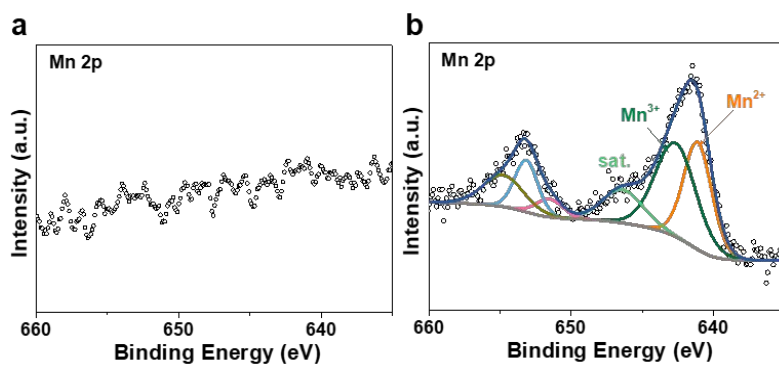 a
Mn 2p
Intensity (a.u.)
660
650
640
Binding Energy (eV)
b
Mn 2p
Mn³⁺
Mn²⁺
sat.
Intensity (a.u.)
660
650
640
Binding Energy (eV)